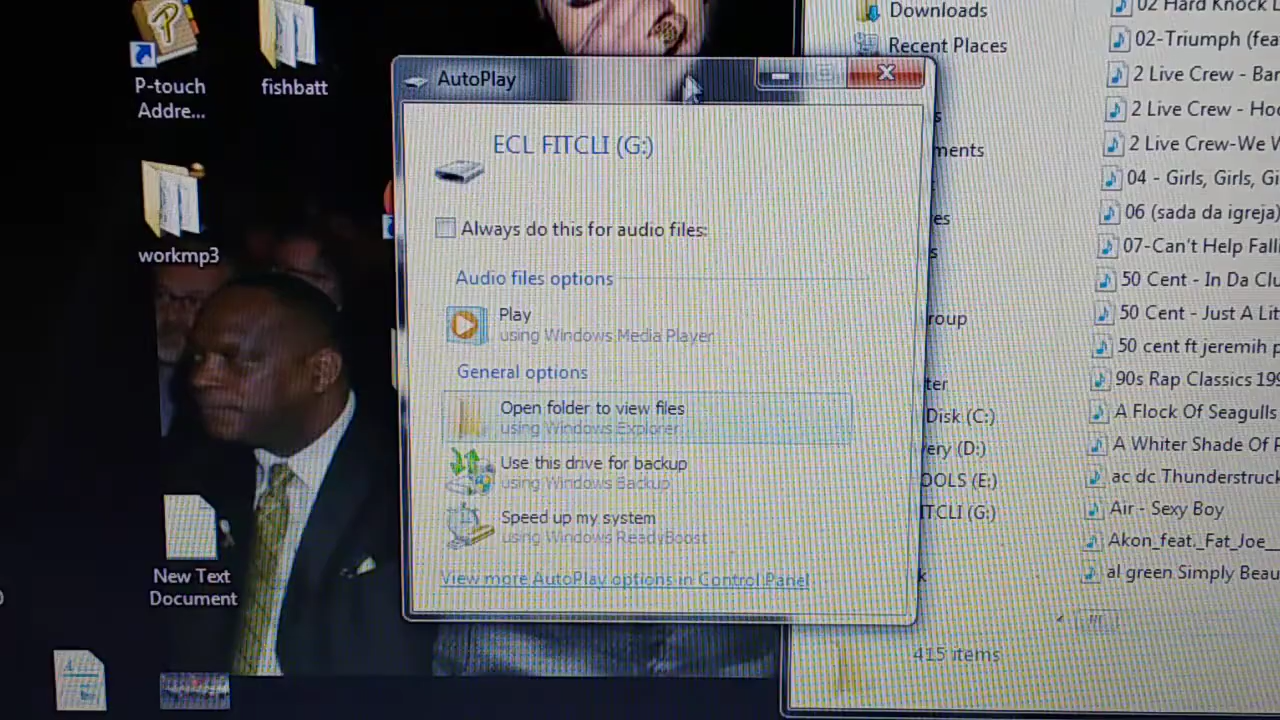 P-touch
Addre...
fishbatt
workmp3
New Text
Document
AutoPlay
ECL FITCLI (G:)
Always do this for audio files:
Audio files options
Play
using Windows Media Player
General options
Open folder to view files
using Windows Explorer
Use this drive for backup
using Windows Backup
Speed up my system
using Windows ReadyBoost
View more AutoPlay options in Control Panel
Downloads
Recent Places
ments
es
roup
ter
Disk (C:)
ery (D:)
OOLS (E:)
ITCLI (G:)
k
02 Hard Knock L
02-Triumph (fea
2 Live Crew - Ban
2 Live Crew - Hoo
2 Live Crew-We W
04 - Girls, Girls, Gi
06 (sada da igreja)
07-Can't Help Falli
50 Cent - In Da Clu
50 Cent - Just A Lit
50 cent ft jeremih p
90s Rap Classics 199
A Flock Of Seagulls
A Whiter Shade Of P
ac dc Thunderstruck
Air - Sexy Boy
Akon_feat._Fat_Joe_
al green Simply Beau
415 items